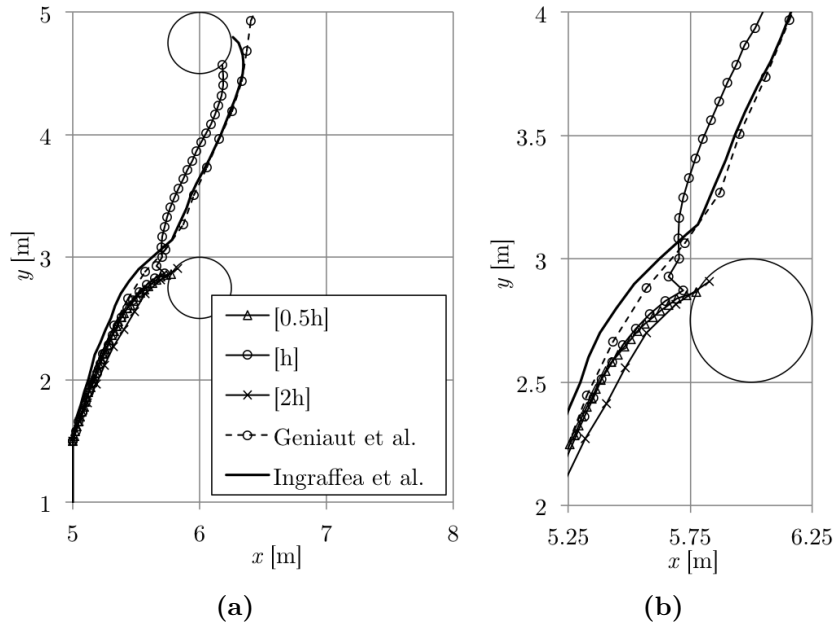 5
4
3
2
1
y [m]
5
6
7
8
x [m]
[0.5h]
[h]
[2h]
Geniaut et al.
Ingraffea et al.
(a)
4
3.5
3
2.5
2
y [m]
5.25
5.75
6.25
x [m]
(b)